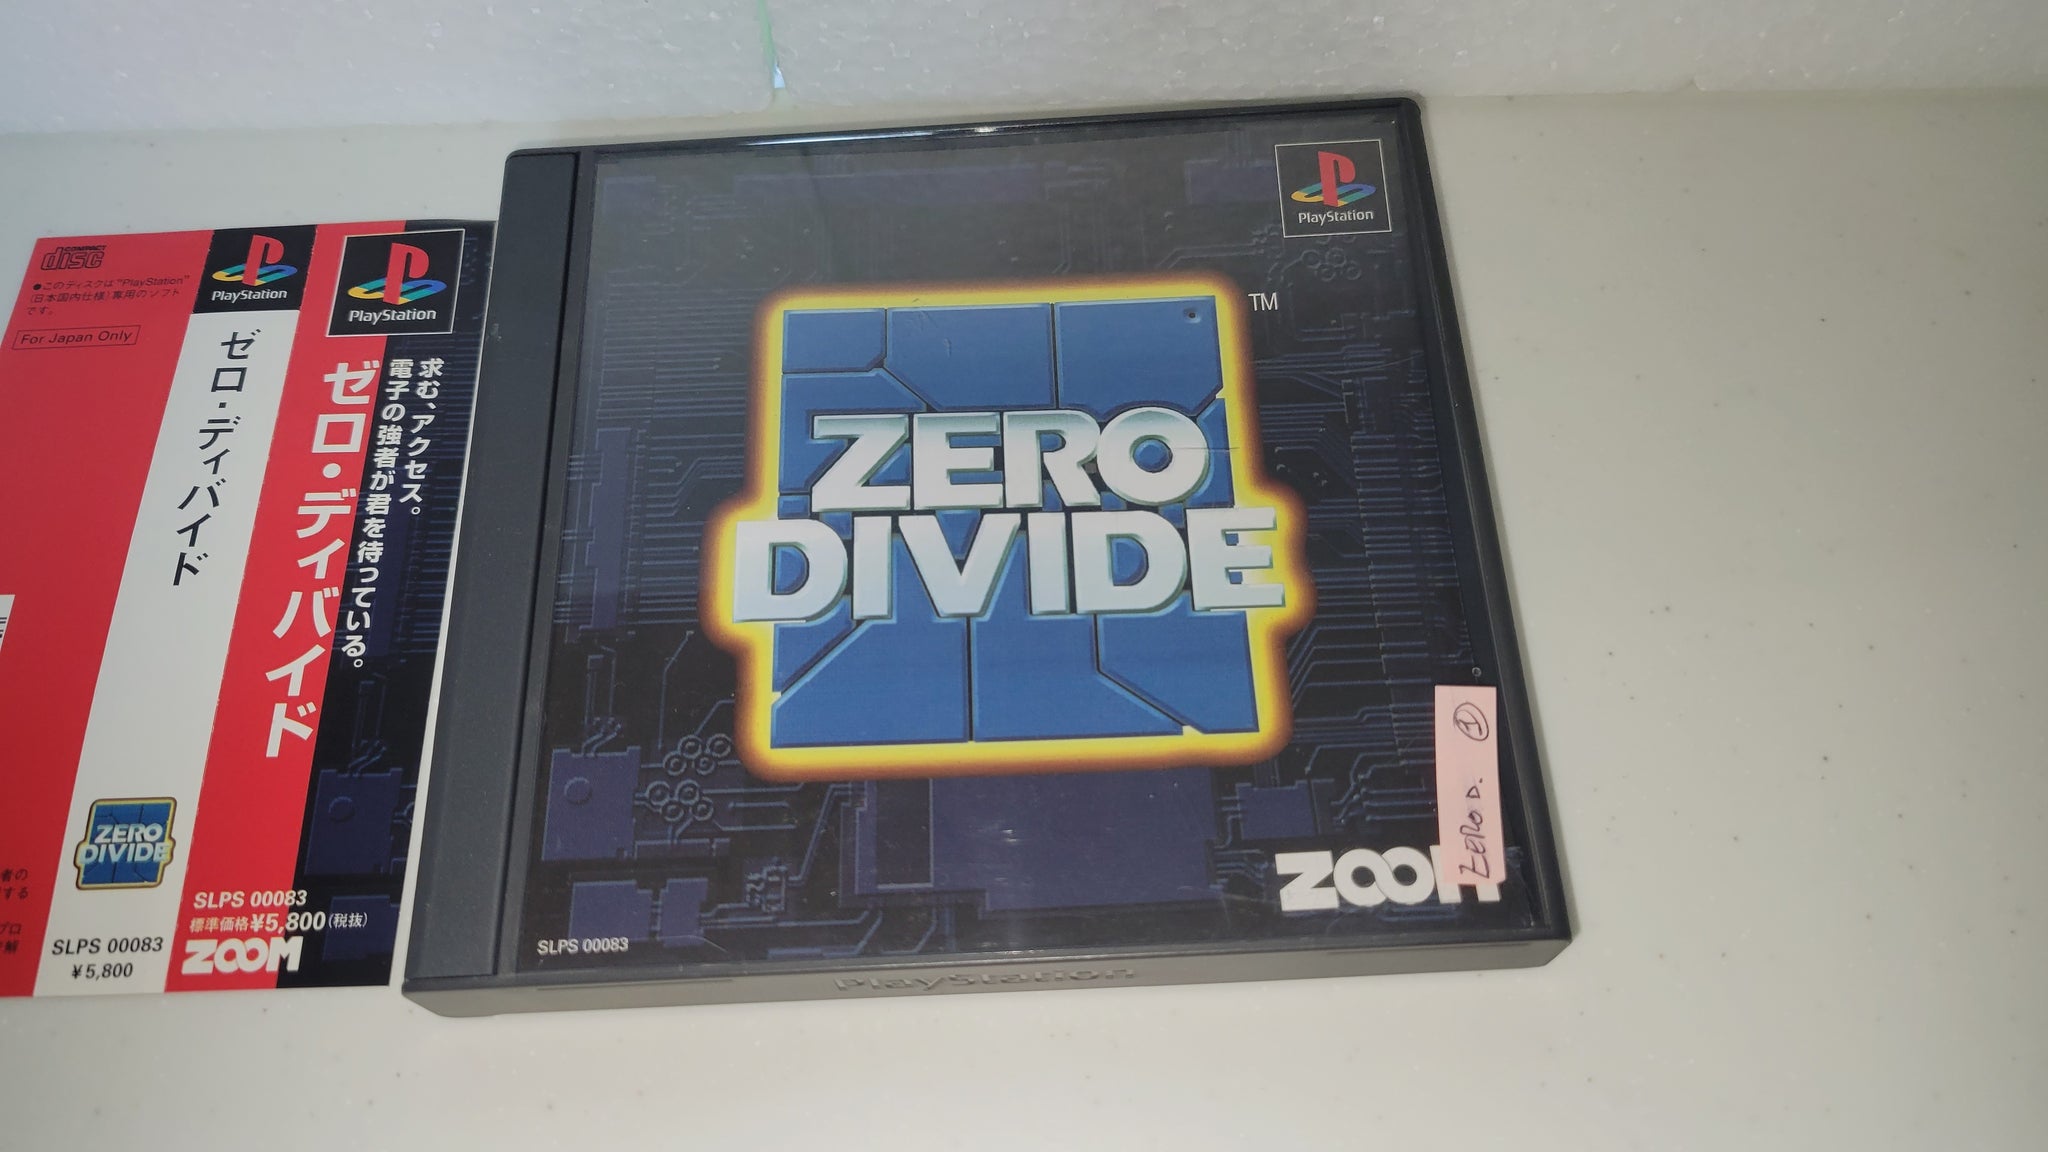 COMPACT
disc
●このディスクは"PlayStation"
(日本国内仕様)専用のソフト
です。
For Japan Only
SLPS 00083
¥5,800
PlayStation
ゼロ・ディバイド
ZERO
DIVIDE
PlayStation
求む、アクセス。
電子の強者が君を待っている。
ゼロ・ディバイド
SLPS 00083
標準価格¥5,800(税抜)
ZOOM
PlayStation
TM
ZERO
DIVIDE
ZERO D. ①
ZOOM
SLPS 00083
PlayStation